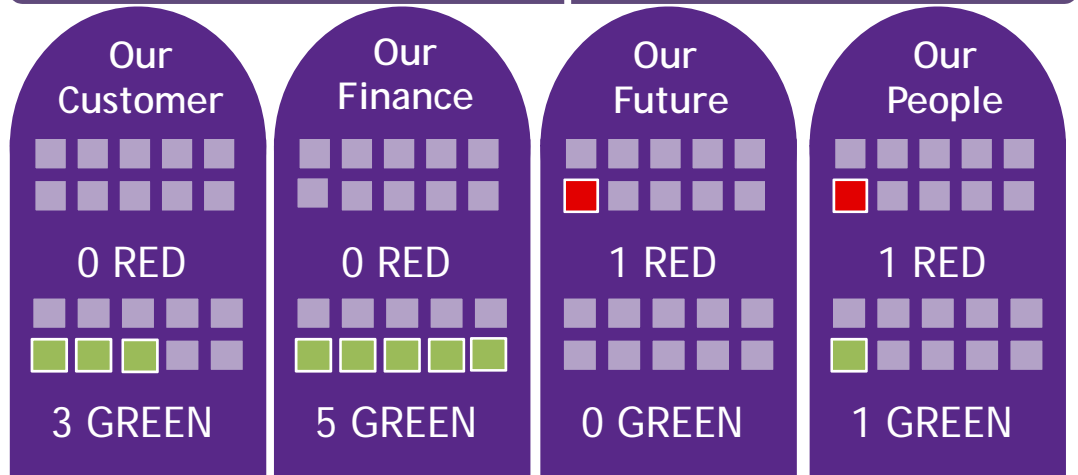 Our
Customer
0 RED
3 GREEN
Our
Finance
0 RED
5 GREEN
Our
Future
1 RED
0 GREEN
Our
People
1 RED
1 GREEN